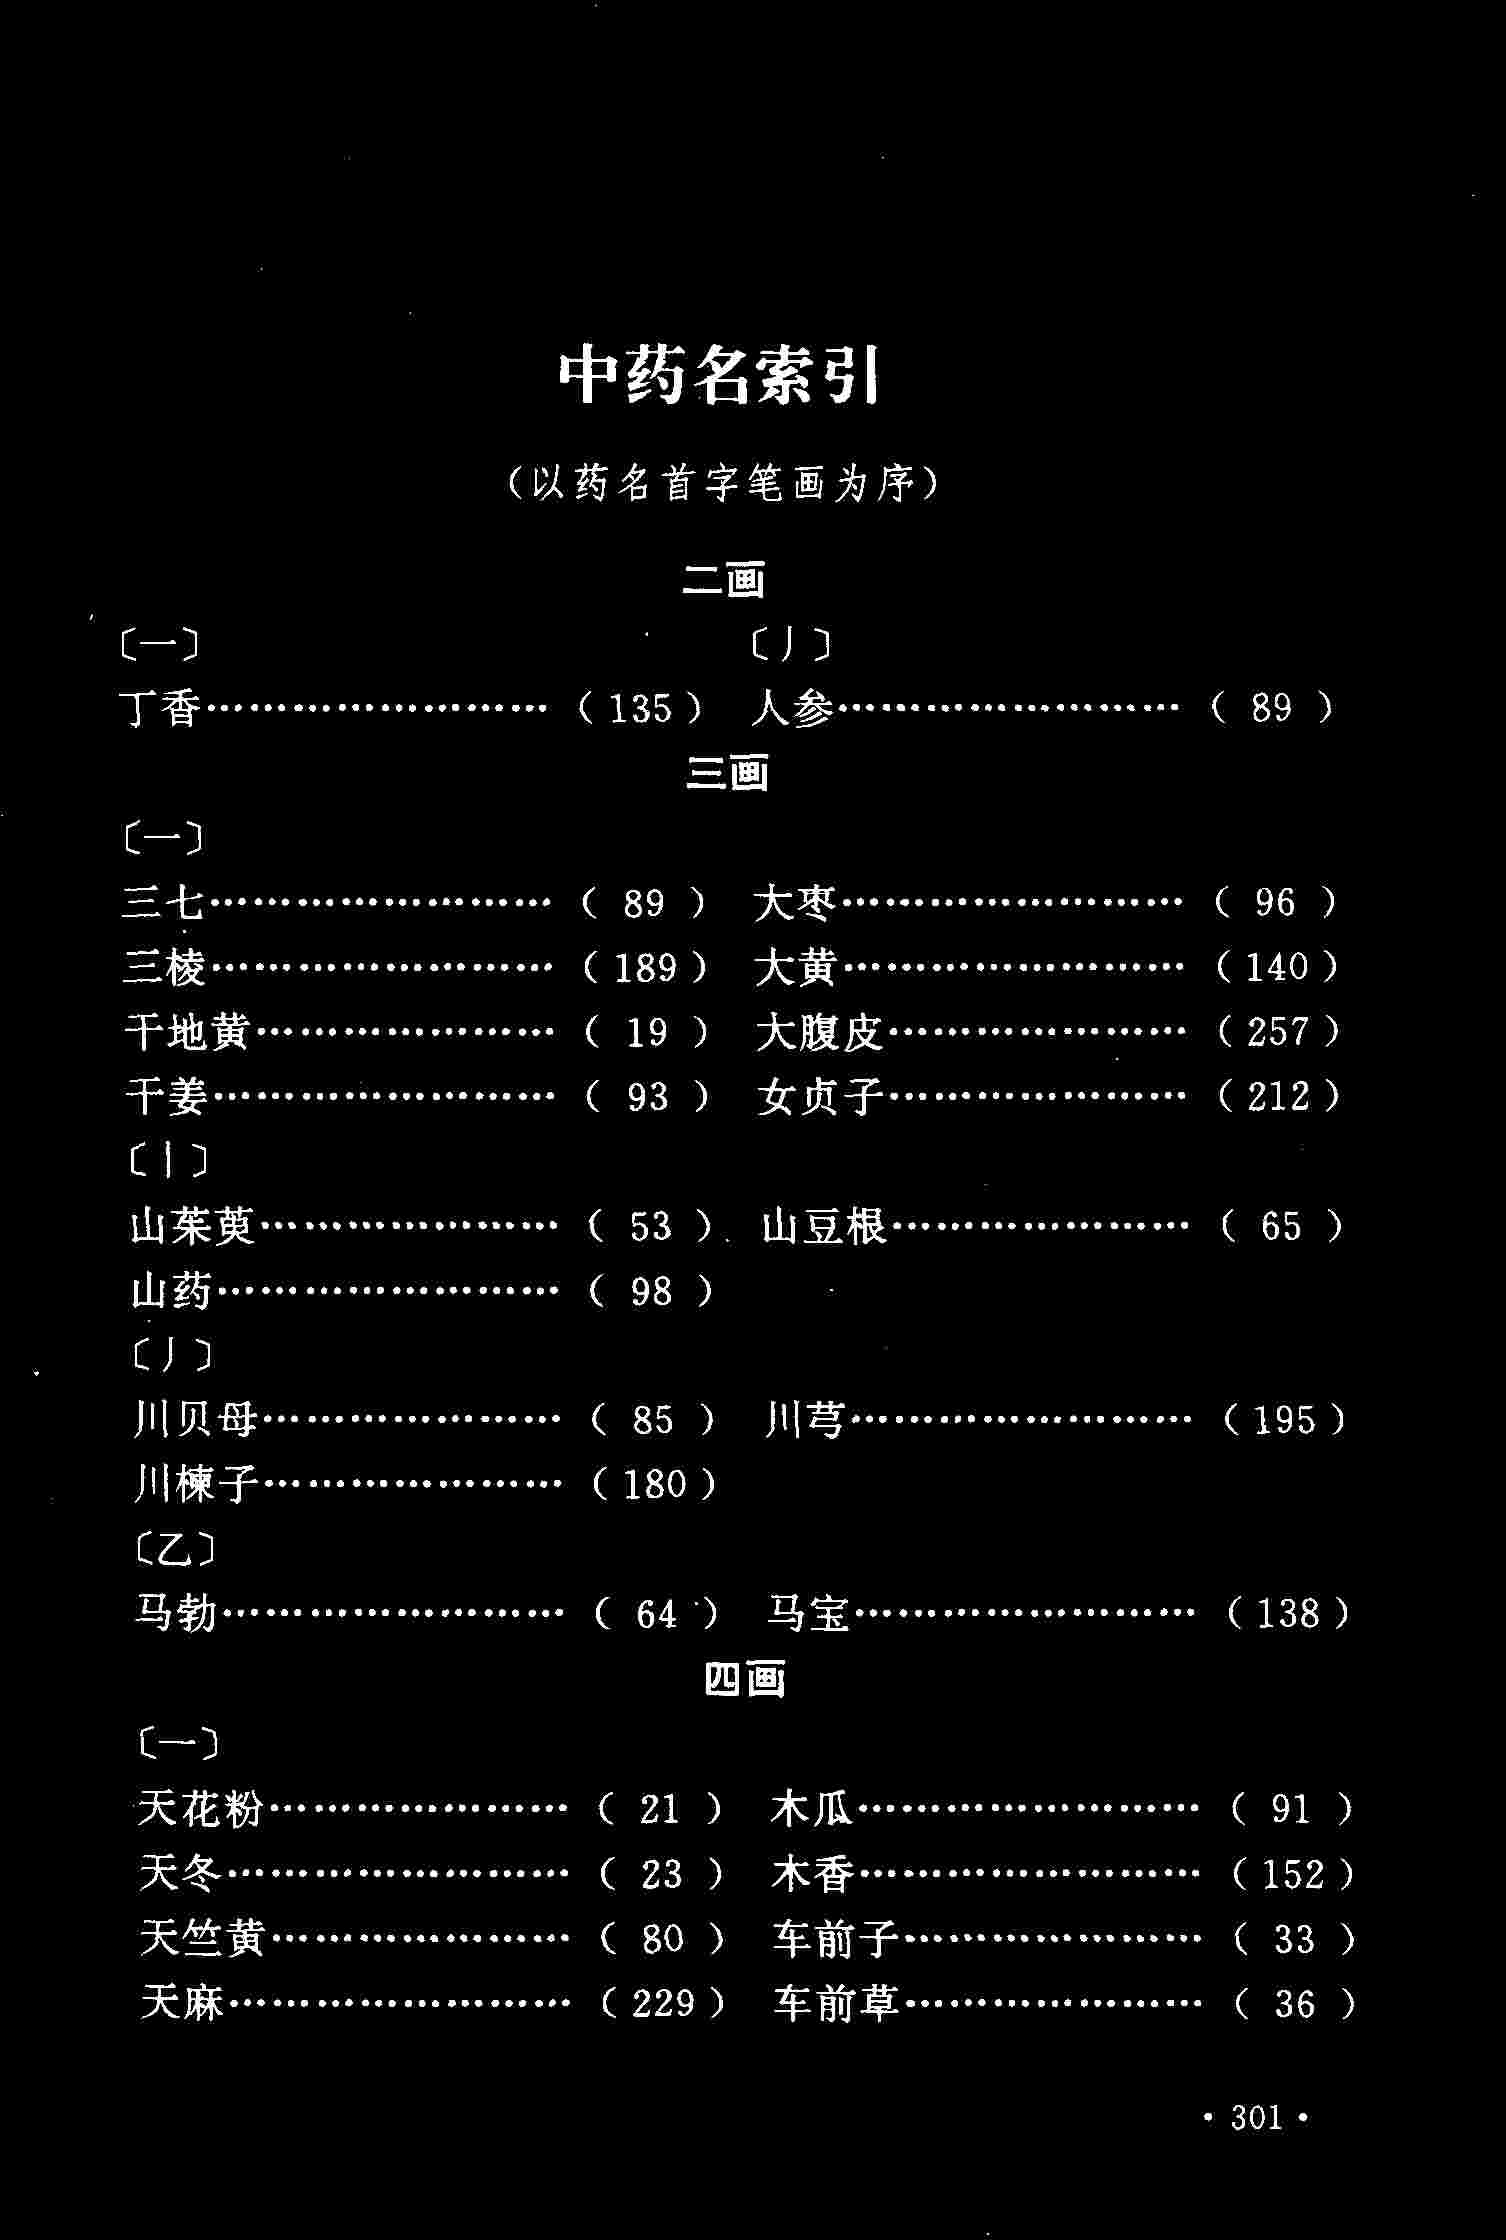 中药名索引
（以药名首字笔画为序）
二画
〔一〕 〔丿〕
丁香……………………（135） 人参……………………（ 89 ）
三画
〔一〕
三七……………………（ 89 ） 大枣……………………（ 96 ）
三棱……………………（189） 大黄……………………（140）
干地黄…………………（ 19 ） 大腹皮…………………（257）
干姜……………………（ 93 ） 女贞子…………………（212）
〔丨〕
山茱萸…………………（ 53 ） 山豆根…………………（ 65 ）
山药……………………（ 98 ）
〔丿〕
川贝母…………………（ 85 ） 川芎……………………（195）
川楝子…………………（180）
〔乙〕
马勃……………………（ 64 ） 马宝……………………（138）
四画
〔一〕
天花粉…………………（ 21 ） 木瓜……………………（ 91 ）
天冬……………………（ 23 ） 木香……………………（152）
天竺黄…………………（ 80 ） 车前子…………………（ 33 ）
天麻……………………（229） 车前草…………………（ 36 ）
· 301 ·